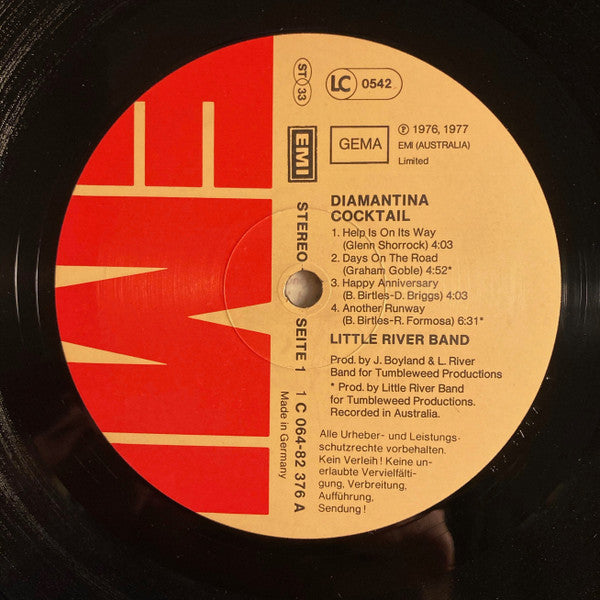 EMI
ST 33
LC 0542
EMI
GEMA
℗ 1976, 1977
EMI (AUSTRALIA)
Limited
DIAMANTINA
COCKTAIL
1. Help Is On Its Way
(Glenn Shorrock) 4:03
2. Days On The Road
(Graham Goble) 4:52*
3. Happy Anniversary
(B. Birtles-D. Briggs) 4:03
4. Another Runway
(B. Birtles-R. Formosa) 6:31*
LITTLE RIVER BAND
Prod. by J. Boyland & L. River
Band for Tumbleweed Productions
* Prod. by Little River Band
for Tumbleweed Productions.
Recorded in Australia.
Alle Urheber- und Leistungs-
schutzrechte vorbehalten.
Kein Verleih! Keine un-
erlaubte Vervielfälti-
gung, Verbreitung,
Aufführung,
Sendung!
STEREO SEITE 1 1 C 064-82 376 A
Made in Germany